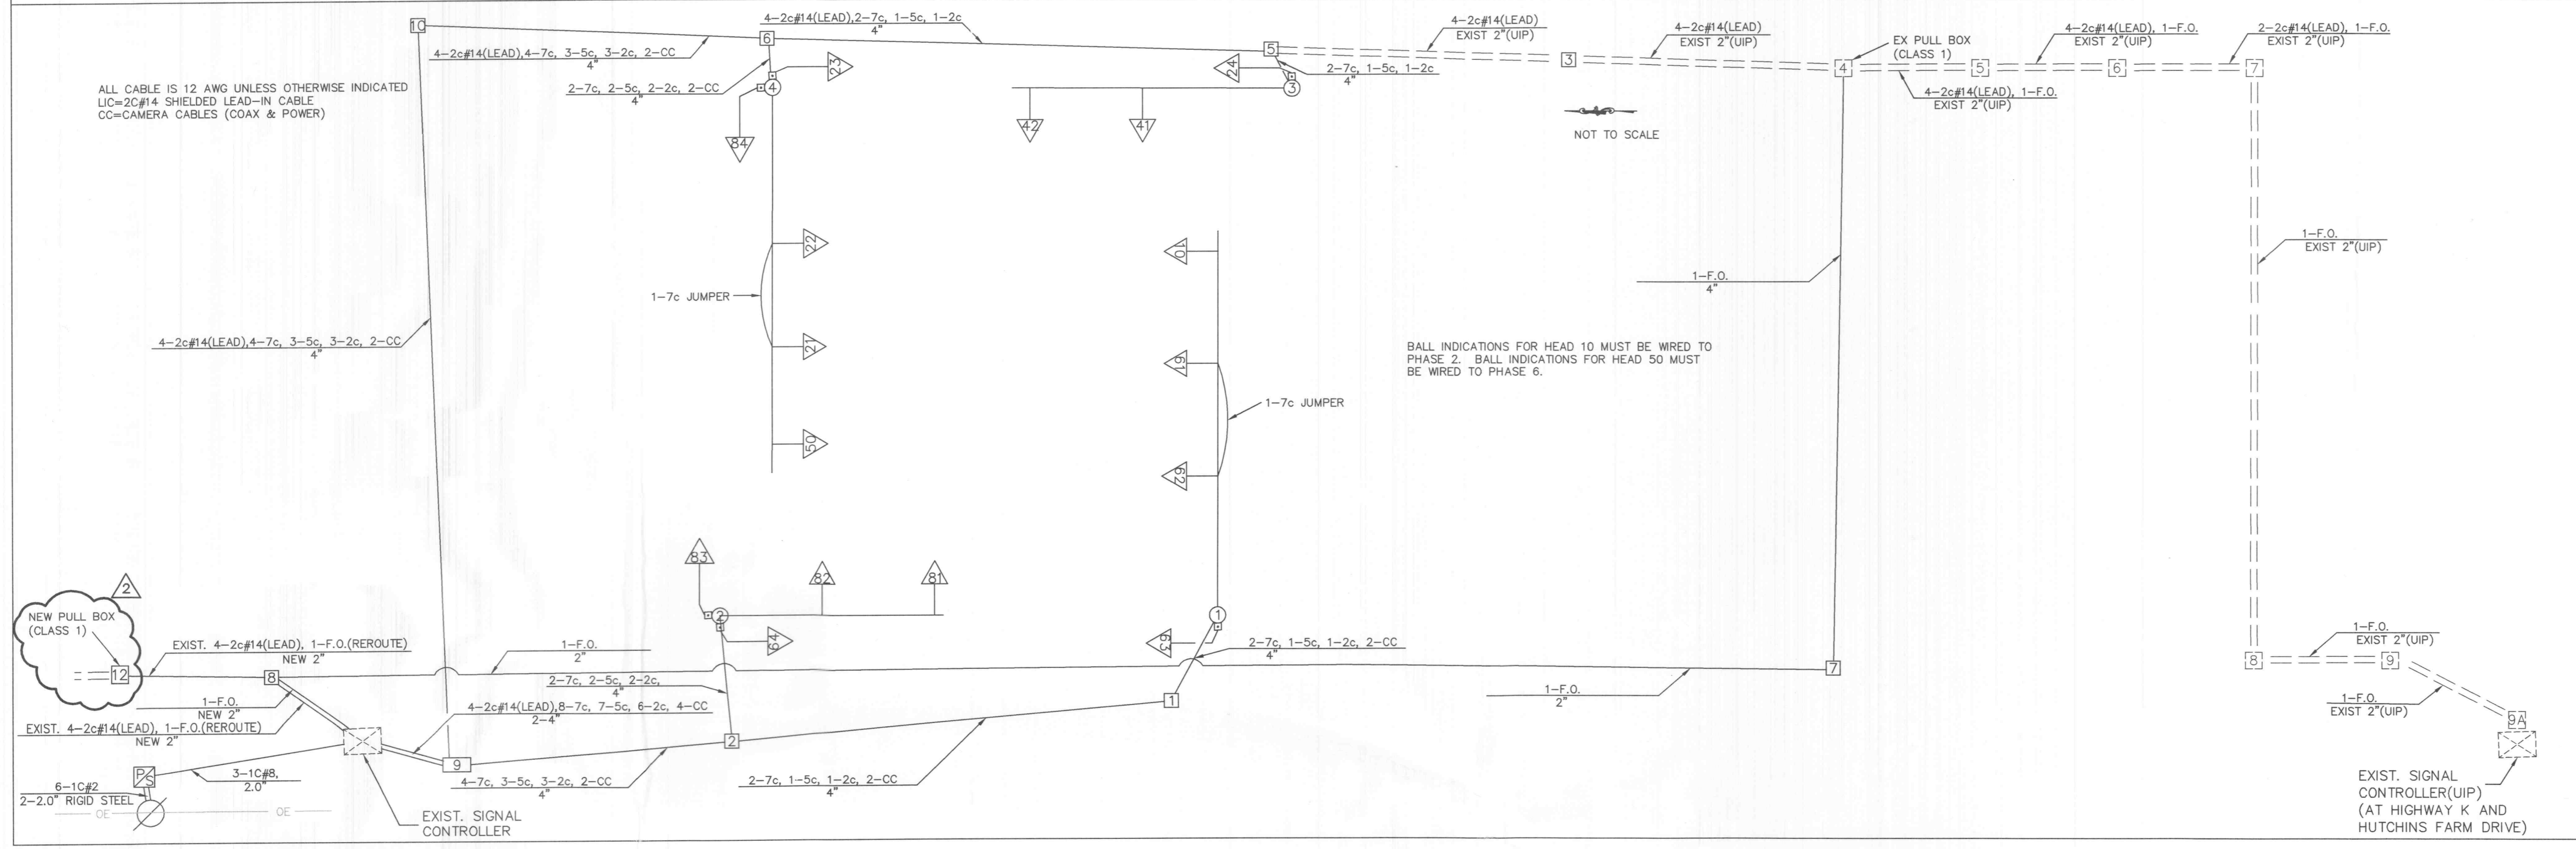 10
4-2c#14(LEAD),4-7c, 3-5c, 3-2c, 2-CC
4"
6
4-2c#14(LEAD),2-7c, 1-5c, 1-2c
4"
5
4-2c#14(LEAD)
EXIST 2"(UIP)
3
4-2c#14(LEAD)
EXIST 2"(UIP)
EX PULL BOX
(CLASS 1)
4
5
4-2c#14(LEAD), 1-F.O.
EXIST 2"(UIP)
6
2-2c#14(LEAD), 1-F.O.
EXIST 2"(UIP)
7
4-2c#14(LEAD), 1-F.O.
EXIST 2"(UIP)
ALL CABLE IS 12 AWG UNLESS OTHERWISE INDICATED
LIC=2C#14 SHIELDED LEAD-IN CABLE
CC=CAMERA CABLES (COAX & POWER)
2-7c, 2-5c, 2-2c, 2-CC
4"
23
4
84
24
2-7c, 1-5c, 1-2c
4"
3
42
41
NOT TO SCALE
22
1-7c JUMPER
21
50
10
61
1-7c JUMPER
62
1-F.O.
4"
1-F.O.
EXIST 2"(UIP)
4-2c#14(LEAD),4-7c, 3-5c, 3-2c, 2-CC
4"
BALL INDICATIONS FOR HEAD 10 MUST BE WIRED TO
PHASE 2. BALL INDICATIONS FOR HEAD 50 MUST
BE WIRED TO PHASE 6.
83
82
81
2
64
1
63
2-7c, 1-5c, 1-2c, 2-CC
4"
2
NEW PULL BOX
(CLASS 1)
12
EXIST. 4-2c#14(LEAD), 1-F.O.(REROUTE)
NEW 2"
8
1-F.O.
2"
1-F.O.
NEW 2"
EXIST. 4-2c#14(LEAD), 1-F.O.(REROUTE)
NEW 2"
2-7c, 2-5c, 2-2c,
4"
4-2c#14(LEAD),8-7c, 7-5c, 6-2c, 4-CC
2-4"
1
1-F.O.
2"
7
8
1-F.O.
EXIST 2"(UIP)
9
1-F.O.
EXIST 2"(UIP)
9A
2
9
4-7c, 3-5c, 3-2c, 2-CC
4"
2-7c, 1-5c, 1-2c, 2-CC
4"
P/S
3-1C#8,
2.0"
6-1C#2
2-2.0" RIGID STEEL
OE
OE
EXIST. SIGNAL
CONTROLLER
EXIST. SIGNAL
CONTROLLER(UIP)
(AT HIGHWAY K AND
HUTCHINS FARM DRIVE)